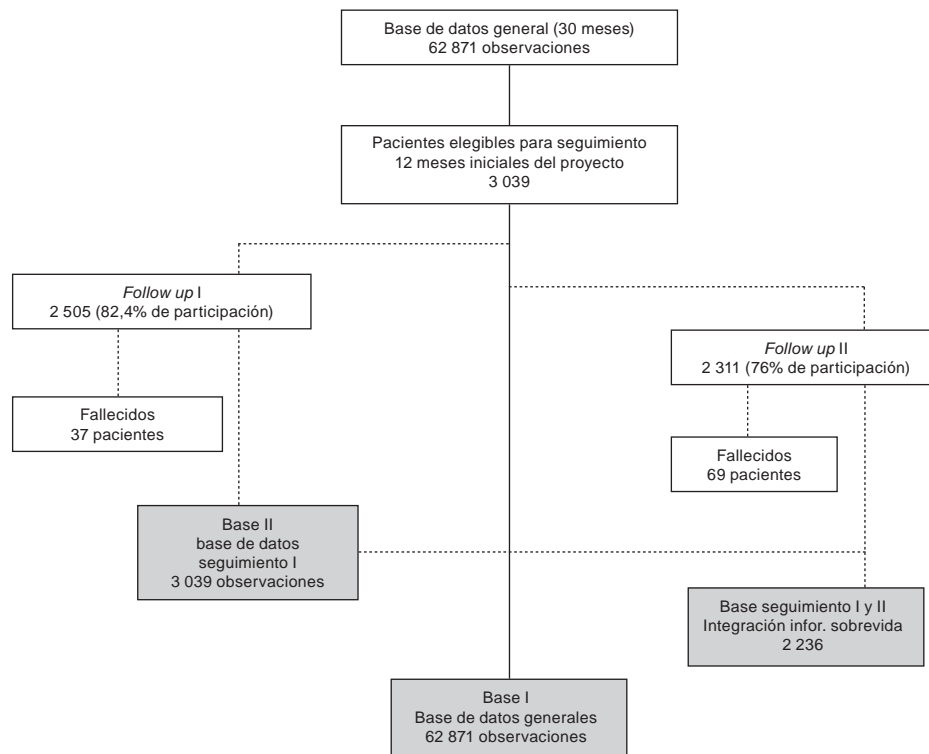 Base de datos general (30 meses)
62 871 observaciones
Pacientes elegibles para seguimiento
12 meses iniciales del proyecto
3 039
Follow up I
2 505 (82,4% de participación)
Follow up II
2 311 (76% de participación)
Fallecidos
37 pacientes
Fallecidos
69 pacientes
Base II
base de datos
seguimiento I
3 039 observaciones
Base seguimiento I y II
Integración infor. sobrevida
2 236
Base I
Base de datos generales
62 871 observaciones